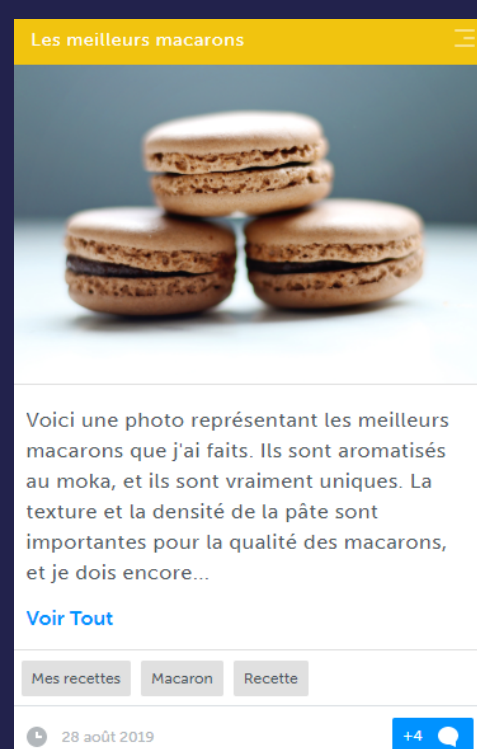 Les meilleurs macarons
Voici une photo représentant les meilleurs
macarons que j'ai faits. Ils sont aromatisés
au moka, et ils sont vraiment uniques. La
texture et la densité de la pâte sont
importantes pour la qualité des macarons,
et je dois encore...
Voir Tout
Mes recettes Macaron Recette
28 août 2019 +4